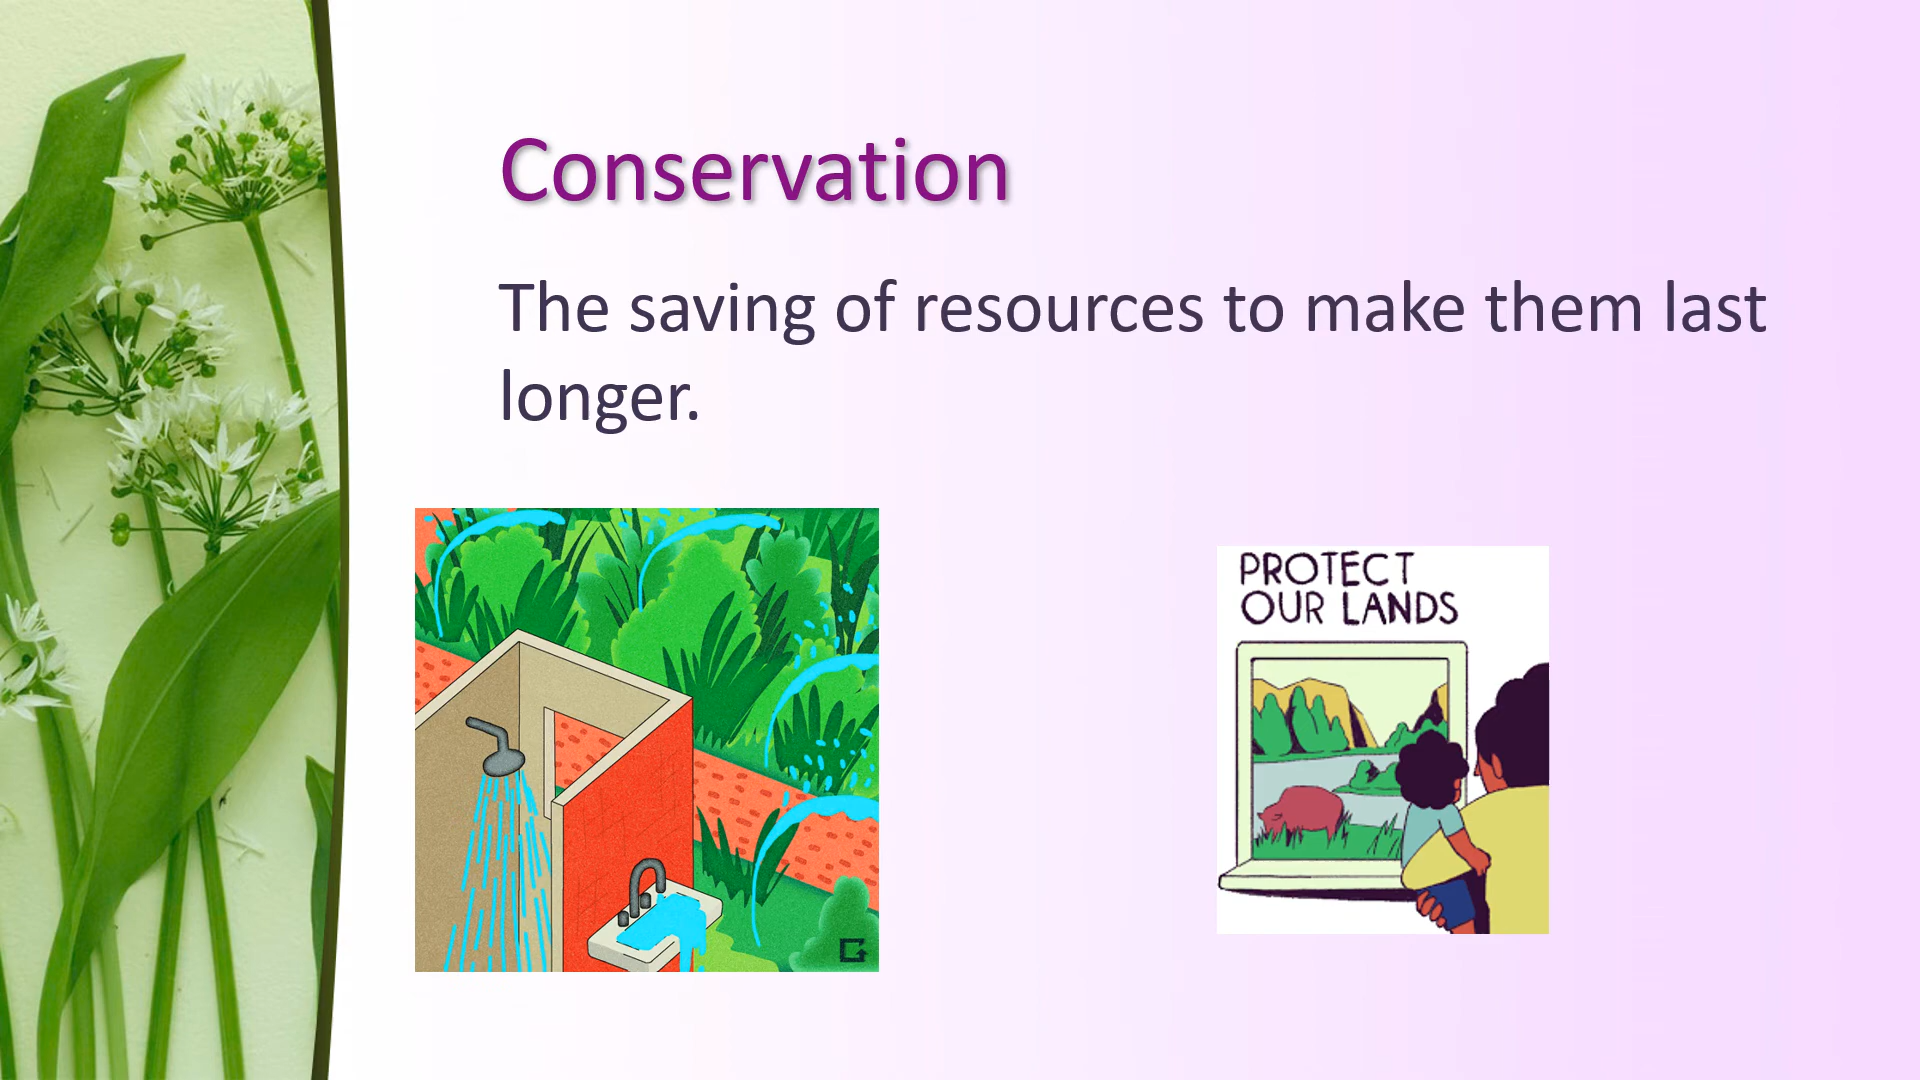 Conservation
The saving of resources to make them last
longer.
PROTECT
OUR LANDS